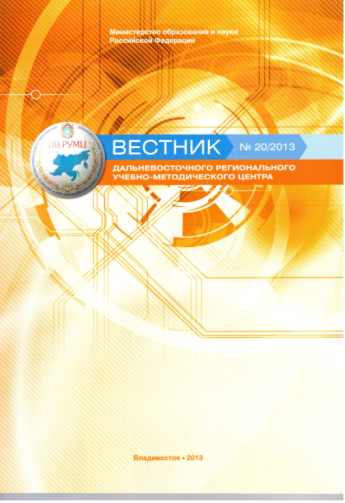 Министерство образования и науки
Российской Федерации
ДВ РУМЦ
ВЕСТНИК № 20/2013
ДАЛЬНЕВОСТОЧНОГО РЕГИОНАЛЬНОГО
УЧЕБНО-МЕТОДИЧЕСКОГО ЦЕНТРА
Владивосток • 2013